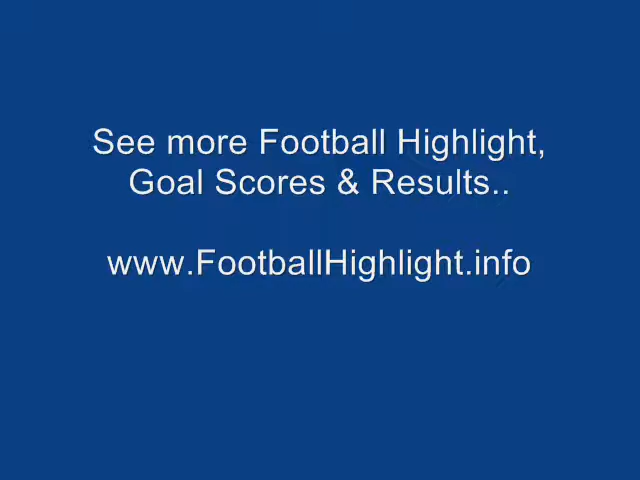 See more Football Highlight,
Goal Scores & Results..
www.FootballHighlight.info